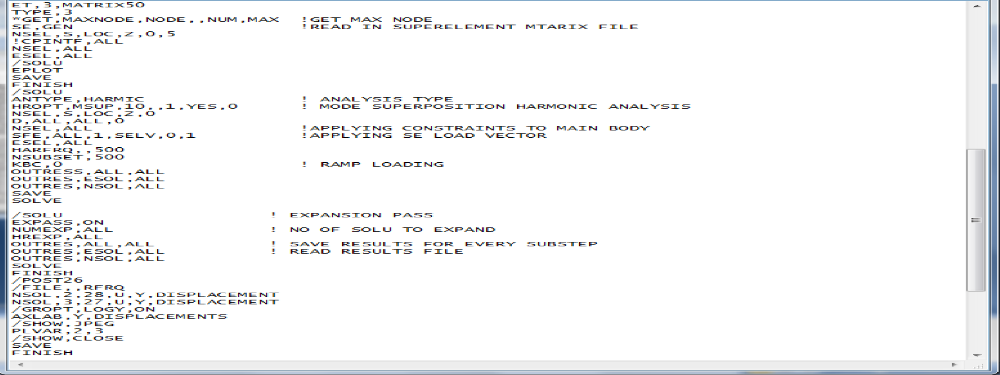 ET,3,MATRIX50
TYPE,3
*GET,MAXNODE,NODE,,NUM,MAX !GET MAX NODE
SE,GEN !READ IN SUPERELEMENT MTARIX FILE
NSEL,S,LOC,Z,0,5
!CPINTF,ALL
NSEL,ALL
ESEL,ALL
/SOLU
EPLOT
SAVE
FINISH
/SOLU
ANTYPE,HARMIC ! ANALYSIS TYPE
HROPT,MSUP,10,,1,YES,0 ! MODE SUPERPOSITION HARMONIC ANALYSIS
NSEL,S,LOC,Z,0
D,ALL,ALL,0
NSEL,ALL !APPLYING CONSTRAINTS TO MAIN BODY
SFE,ALL,1,SELV,0,1 !APPLYING SE LOAD VECTOR
ESEL,ALL
HARFRQ,,500
NSUBSET,500
KBC,0 ! RAMP LOADING
OUTRESS,ALL,ALL
OUTRES,ESOL,ALL
OUTRES,NSOL,ALL
SAVE
SOLVE
/SOLU ! EXPANSION PASS
EXPASS,ON
NUMEXP,ALL ! NO OF SOLU TO EXPAND
HREXP,ALL
OUTRES,ALL,ALL ! SAVE RESULTS FOR EVERY SUBSTEP
OUTRES,ESOL,ALL ! READ RESULTS FILE
OUTRES,NSOL,ALL
SOLVE
FINISH
/POST26
/FILE,,RFRQ
NSOL,2,28,U,Y,DISPLACEMENT
NSOL,3,27,U,Y,DISPLACEMENT
/GROPT,LOGY,ON
AXLAB,Y,DISPLACEMENTS
/SHOW,JPEG
PLVAR,2,3
/SHOW,CLOSE
SAVE
FINISH